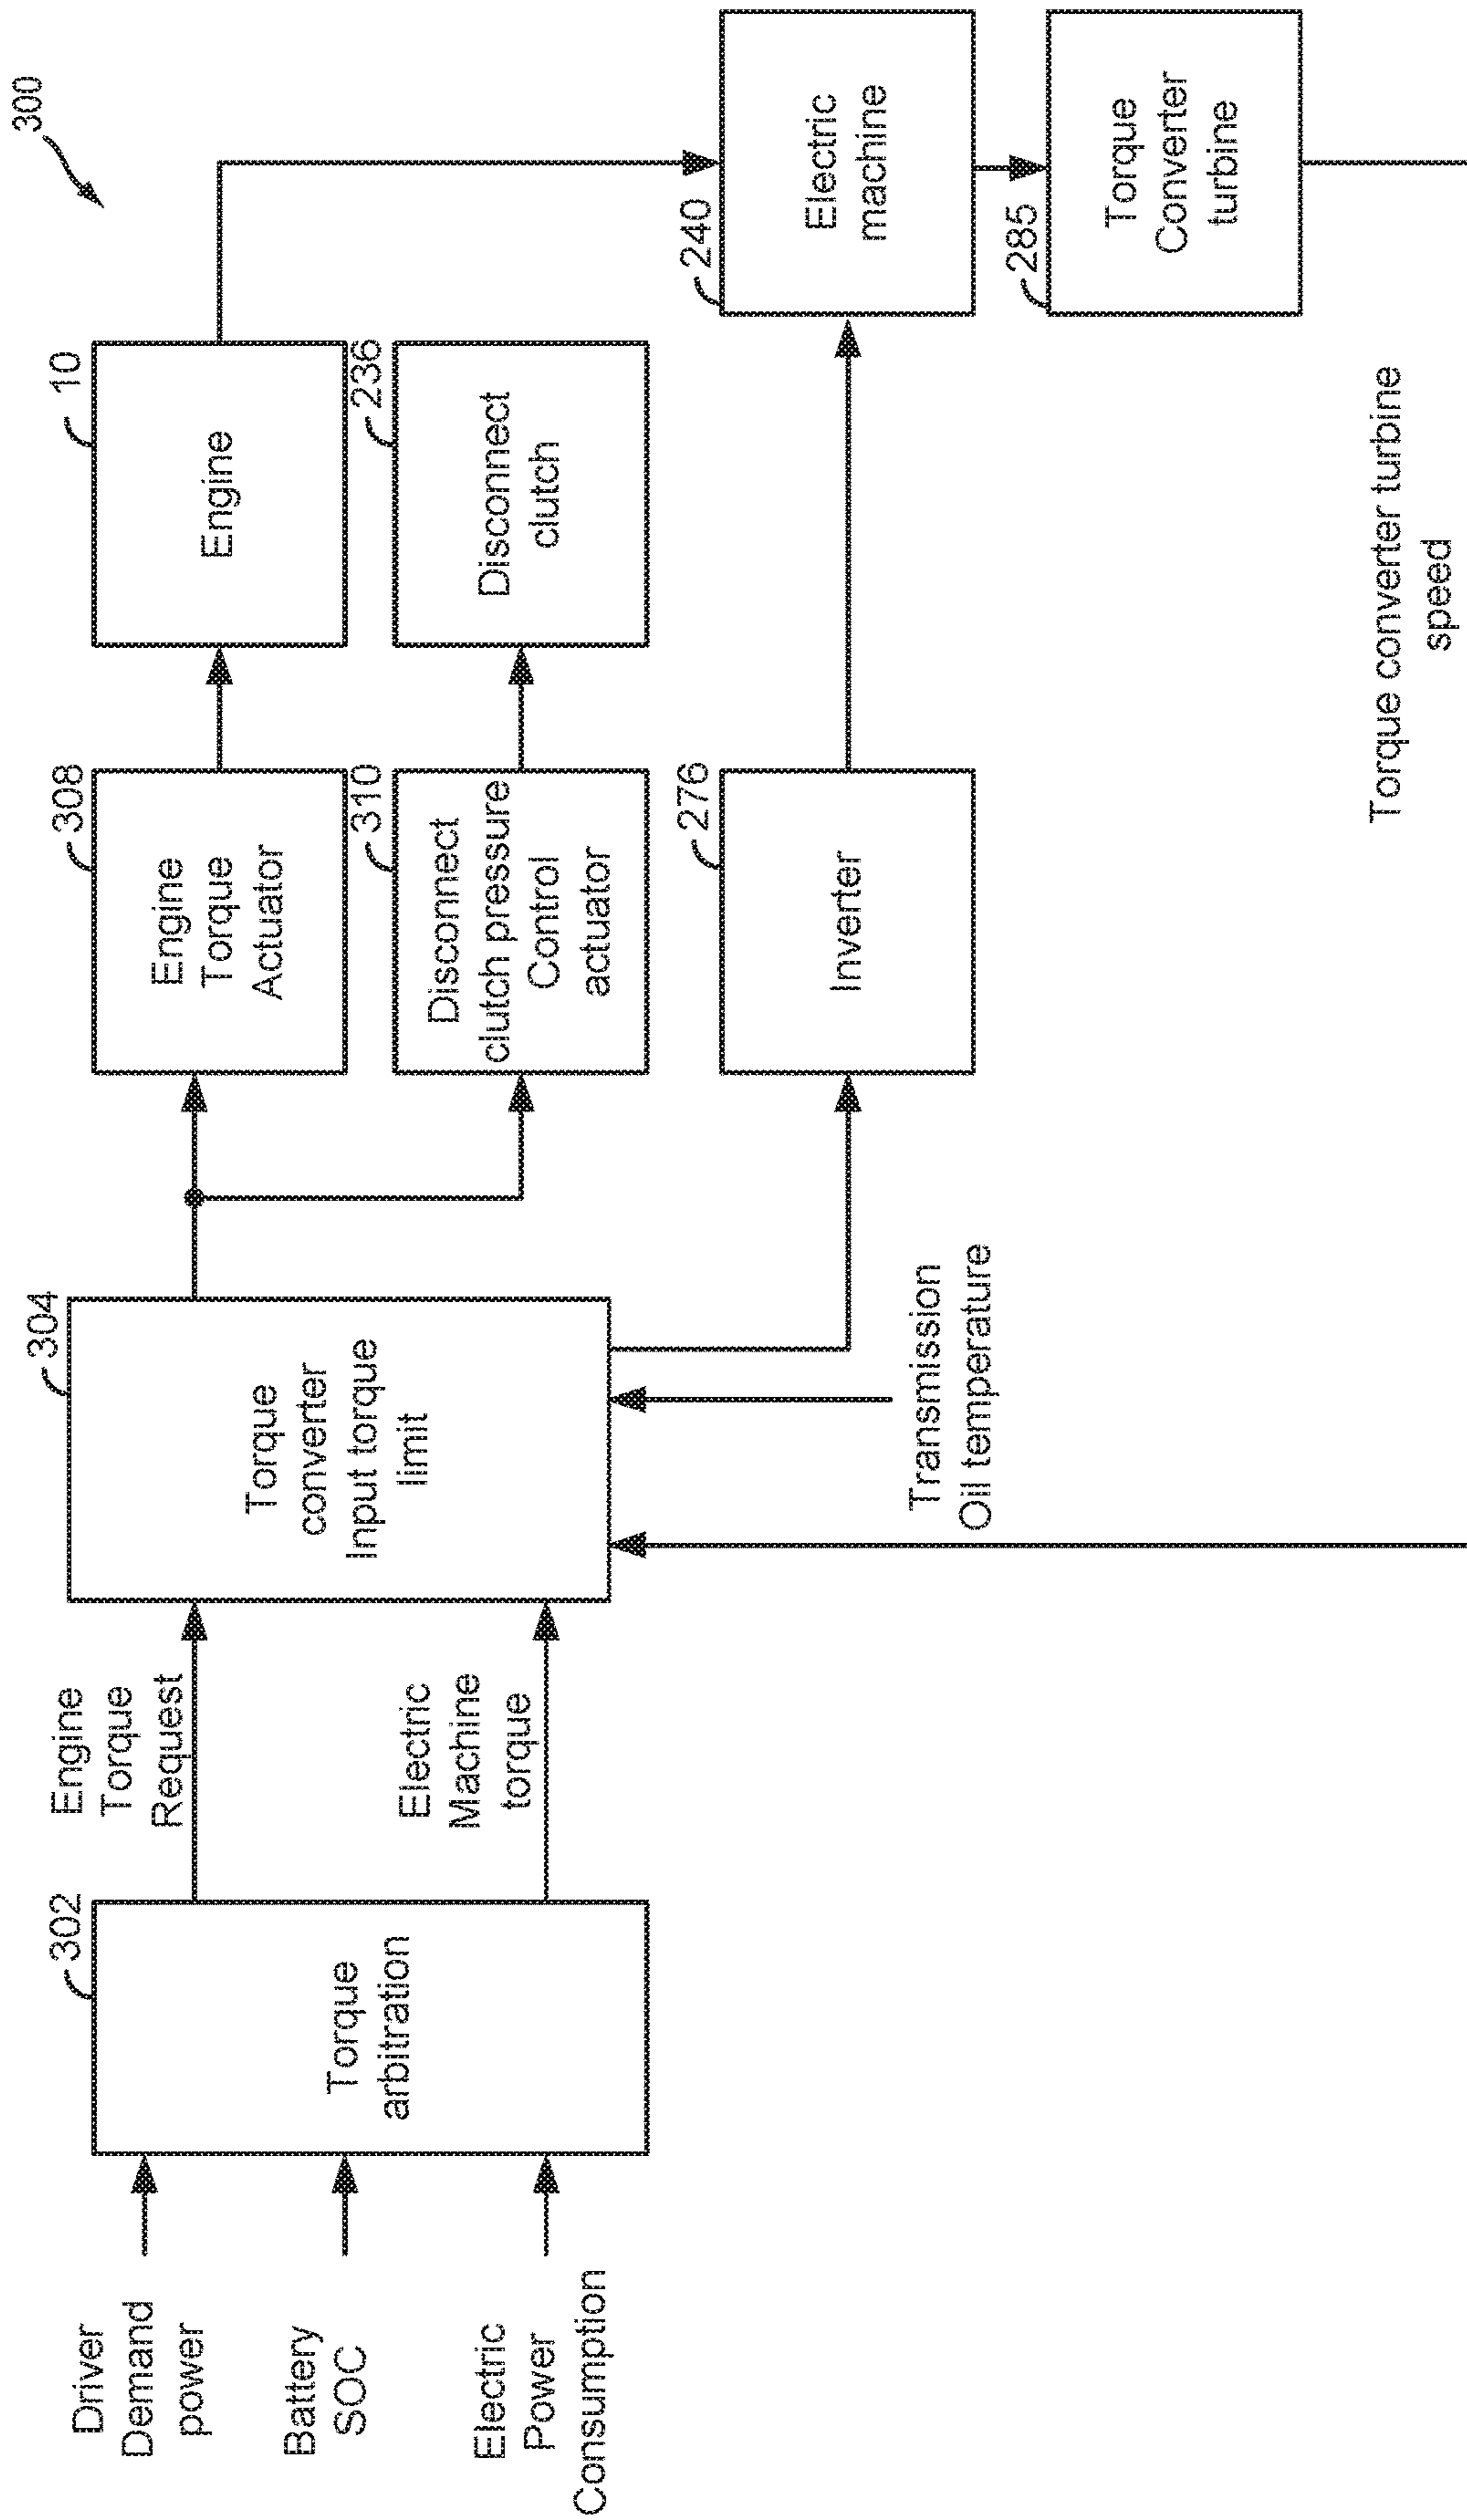 300
Driver
Demand
power
Battery
SOC
Electric
Power
Consumption
302
Torque
arbitration
Engine
Torque
Request
Electric
Machine
torque
304
Torque
converter
Input torque
limit
Transmission
Oil temperature
308
Engine
Torque
Actuator
310
Disconnect
clutch pressure
Control
actuator
276
Inverter
10
Engine
236
Disconnect
clutch
240
Electric
machine
285
Torque
Converter
turbine
Torque converter turbine
speed